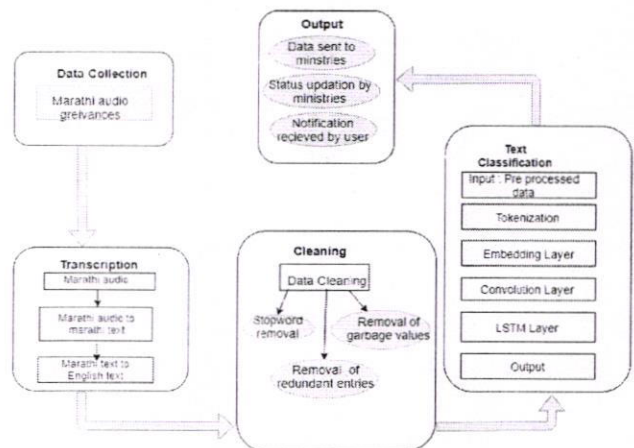 Data Collection
Marathi audio
greivances
Transcription
Marathi audio
Marathi audio to
marathi text
Marathi text to
English text
Cleaning
Data Cleaning
Stopword
removal
Removal of
garbage values
Removal of
redundant entries
Text
Classification
Input : Pre processed
data
Tokenization
Embedding Layer
Convolution Layer
LSTM Layer
Output
Output
Data sent to
minstries
Status updation by
ministries
Notification
recieved by user